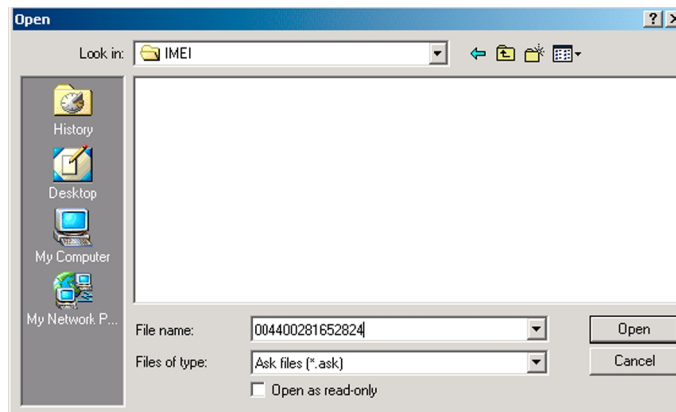 Open
Look in: IMEI
History
Desktop
My Computer
My Network P...
File name: 004400281652824
Open
Files of type: Ask files (*.ask)
Cancel
Open as read-only